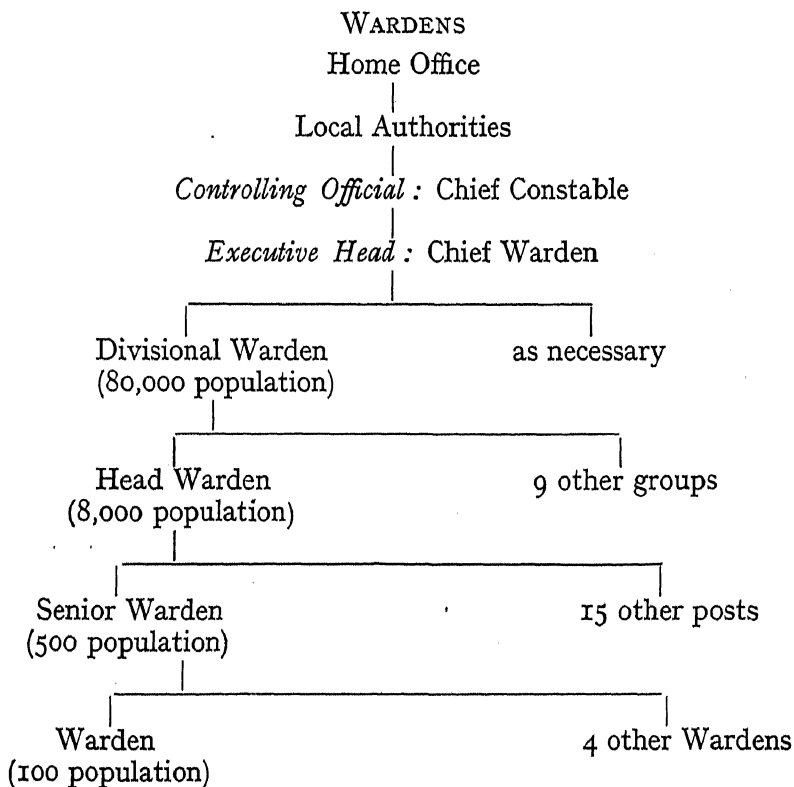 WARDENS
Home Office
Local Authorities
Controlling Official : Chief Constable
Executive Head : Chief Warden
Divisional Warden
(80,000 population)
as necessary
Head Warden
(8,000 population)
9 other groups
Senior Warden
(500 population)
15 other posts
Warden
(100 population)
4 other Wardens